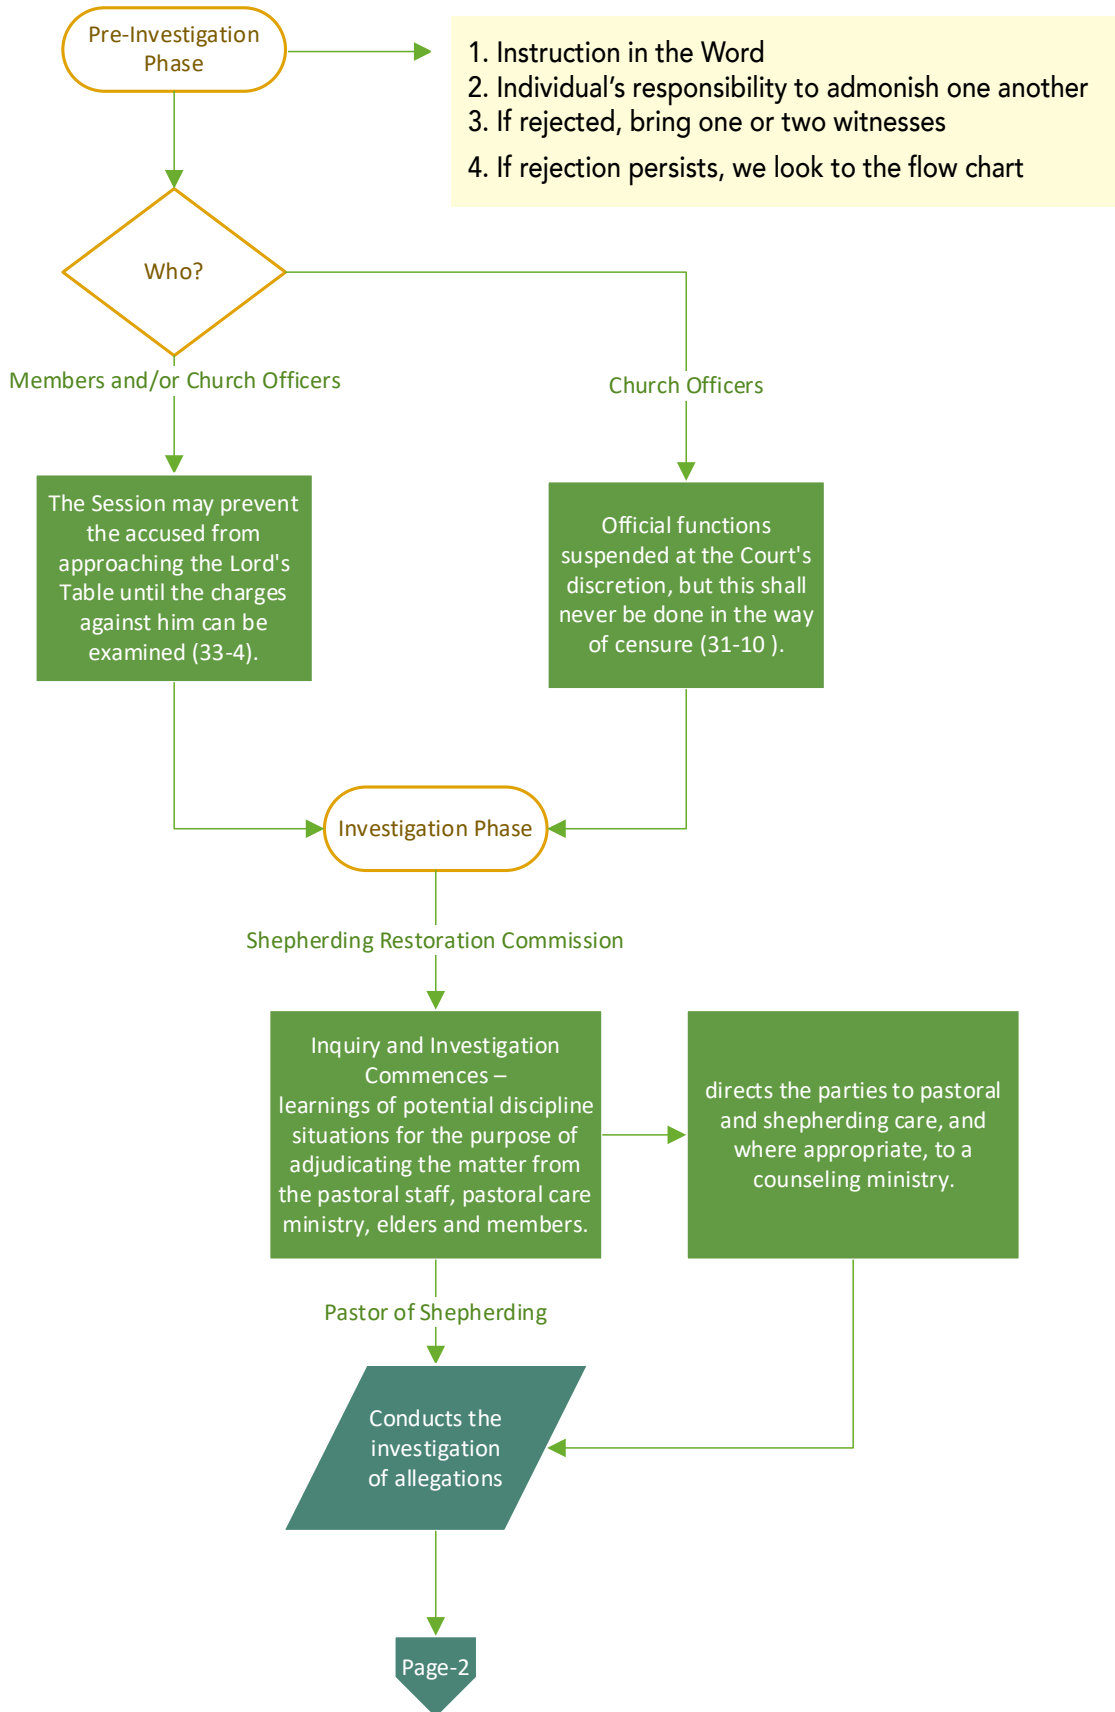 Pre-Investigation
Phase
1. Instruction in the Word
2. Individual's responsibility to admonish one another
3. If rejected, bring one or two witnesses
4. If rejection persists, we look to the flow chart
Who?
Members and/or Church Officers
Church Officers
The Session may prevent
the accused from
approaching the Lord's
Table until the charges
against him can be
examined (33-4).
Official functions
suspended at the Court's
discretion, but this shall
never be done in the way
of censure (31-10 ).
Investigation Phase
Shepherding Restoration Commission
Inquiry and Investigation
Commences –
learnings of potential discipline
situations for the purpose of
adjudicating the matter from
the pastoral staff, pastoral care
ministry, elders and members.
directs the parties to pastoral
and shepherding care, and
where appropriate, to a
counseling ministry.
Pastor of Shepherding
Conducts the
investigation
of allegations
Page-2